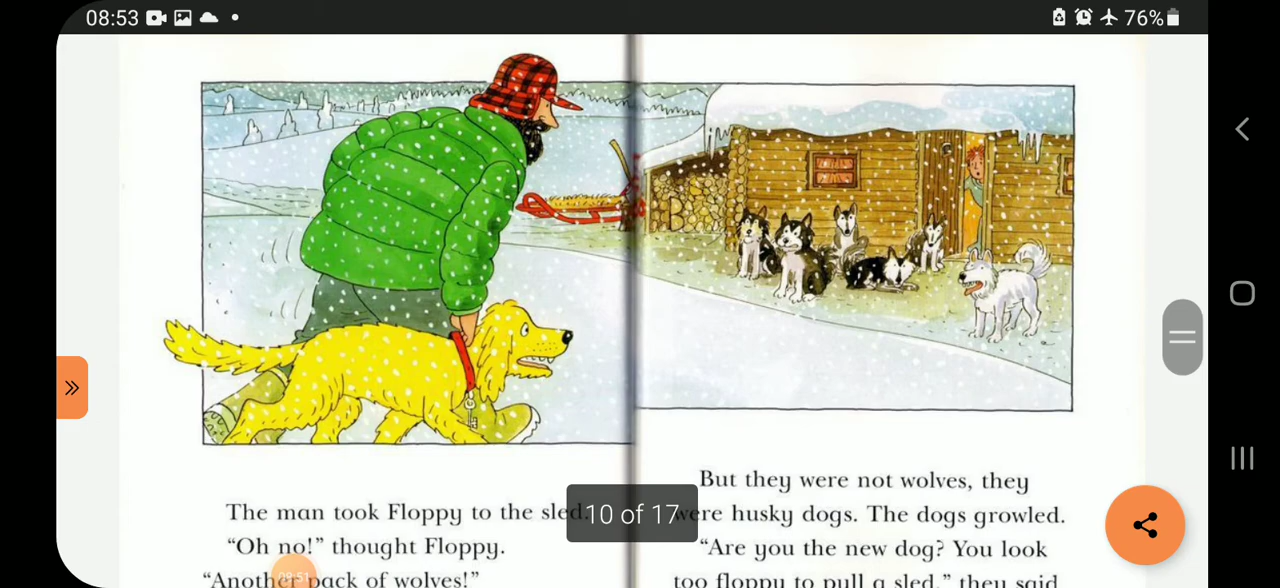 08:53
76%
The man took Floppy to the sled.
"Oh no!" thought Floppy.
"Another pack of wolves!"
But they were not wolves, they
were husky dogs. The dogs growled.
"Are you the new dog? You look
too floppy to pull a sled," they said
10 of 17
08:51